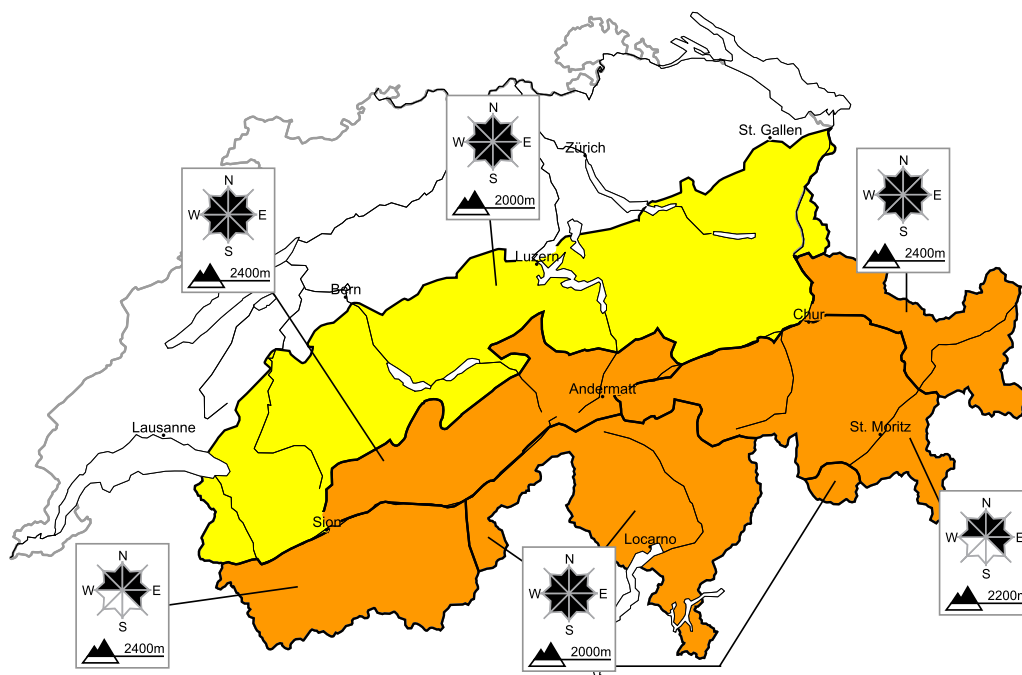 N
W E
S
2000m
St. Gallen
Zürich
N
W E
S
2400m
N
W E
S
2400m
Luzern
Bern
Chur
Andermatt
Lausanne
St. Moritz
N
W E
S
2200m
Sion
Locarno
N
W E
S
2400m
N
W E
S
2000m